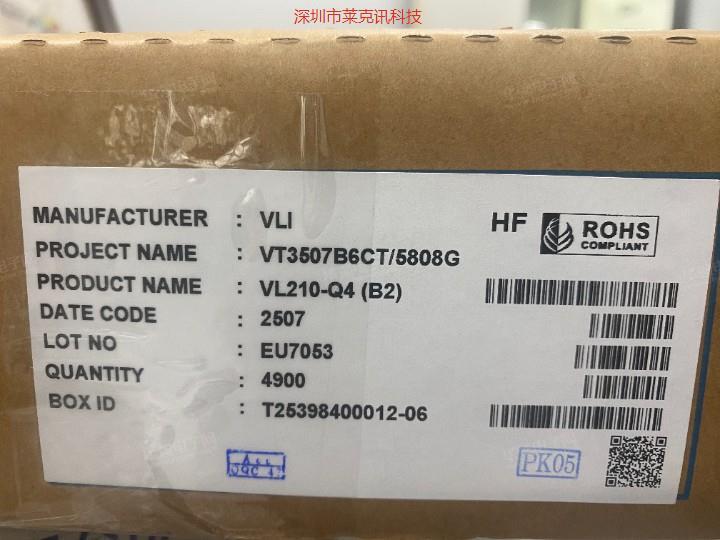 深圳市莱克讯科技
MANUFACTURER : VLI
HF ROHS COMPLIANT
PROJECT NAME : VT3507B6CT/5808G
PRODUCT NAME : VL210-Q4 (B2)
DATE CODE : 2507
LOT NO : EU7053
QUANTITY : 4900
BOX ID : T25398400012-06
PK05